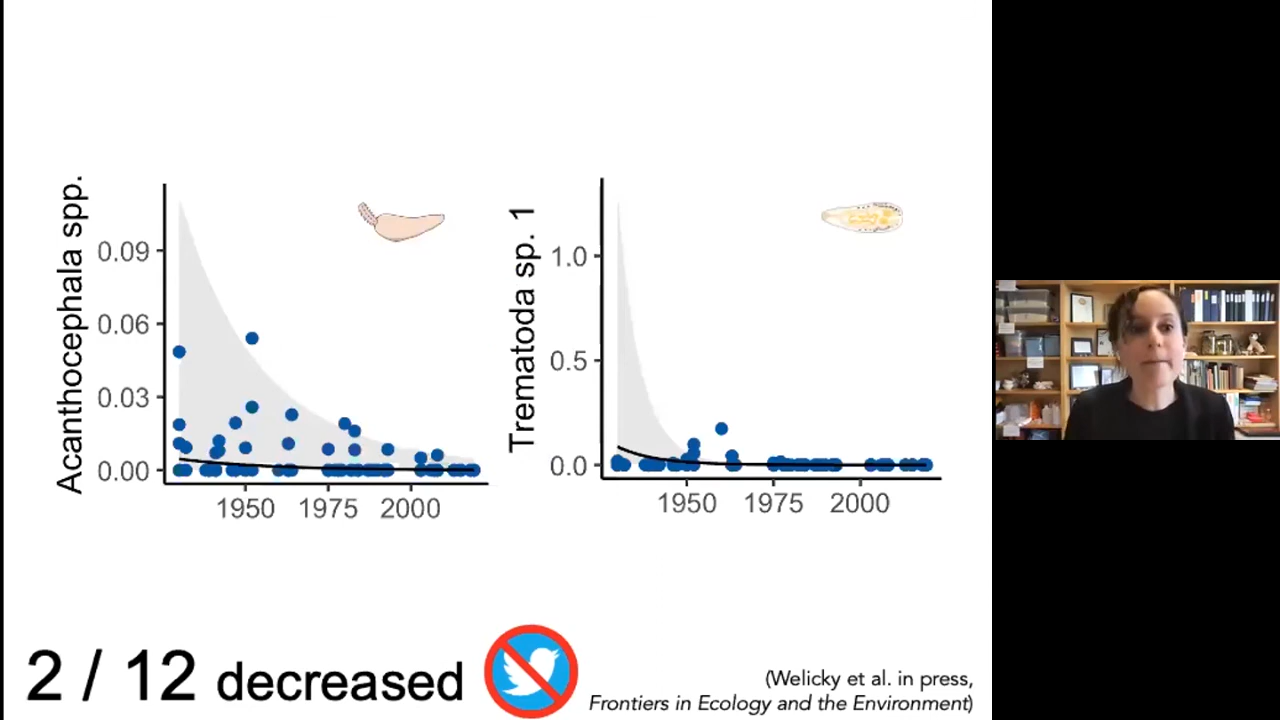 Acanthocephala spp.
0.09
0.06
0.03
0.00
1950 1975 2000
Trematoda sp. 1
1.0
0.5
0.0
1950 1975 2000
2 / 12 decreased
(Welicky et al. in press,
Frontiers in Ecology and the Environment)